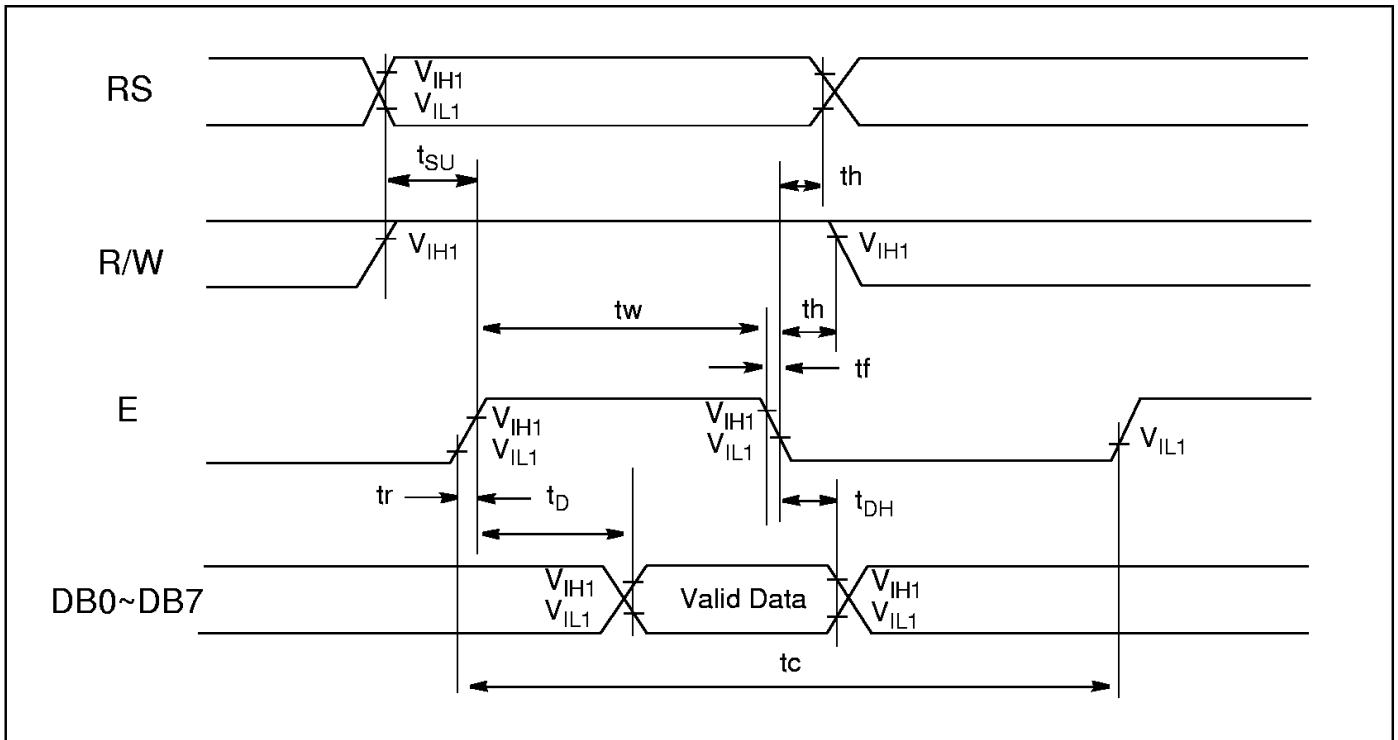 RS
VIH1
VIL1
tSU
th
R/W
VIH1
VIH1
tw
th
tf
E
VIH1
VIL1
VIH1
VIL1
VIL1
tr
tD
tDH
DB0~DB7
VIH1
VIL1
Valid Data
VIH1
VIL1
tc